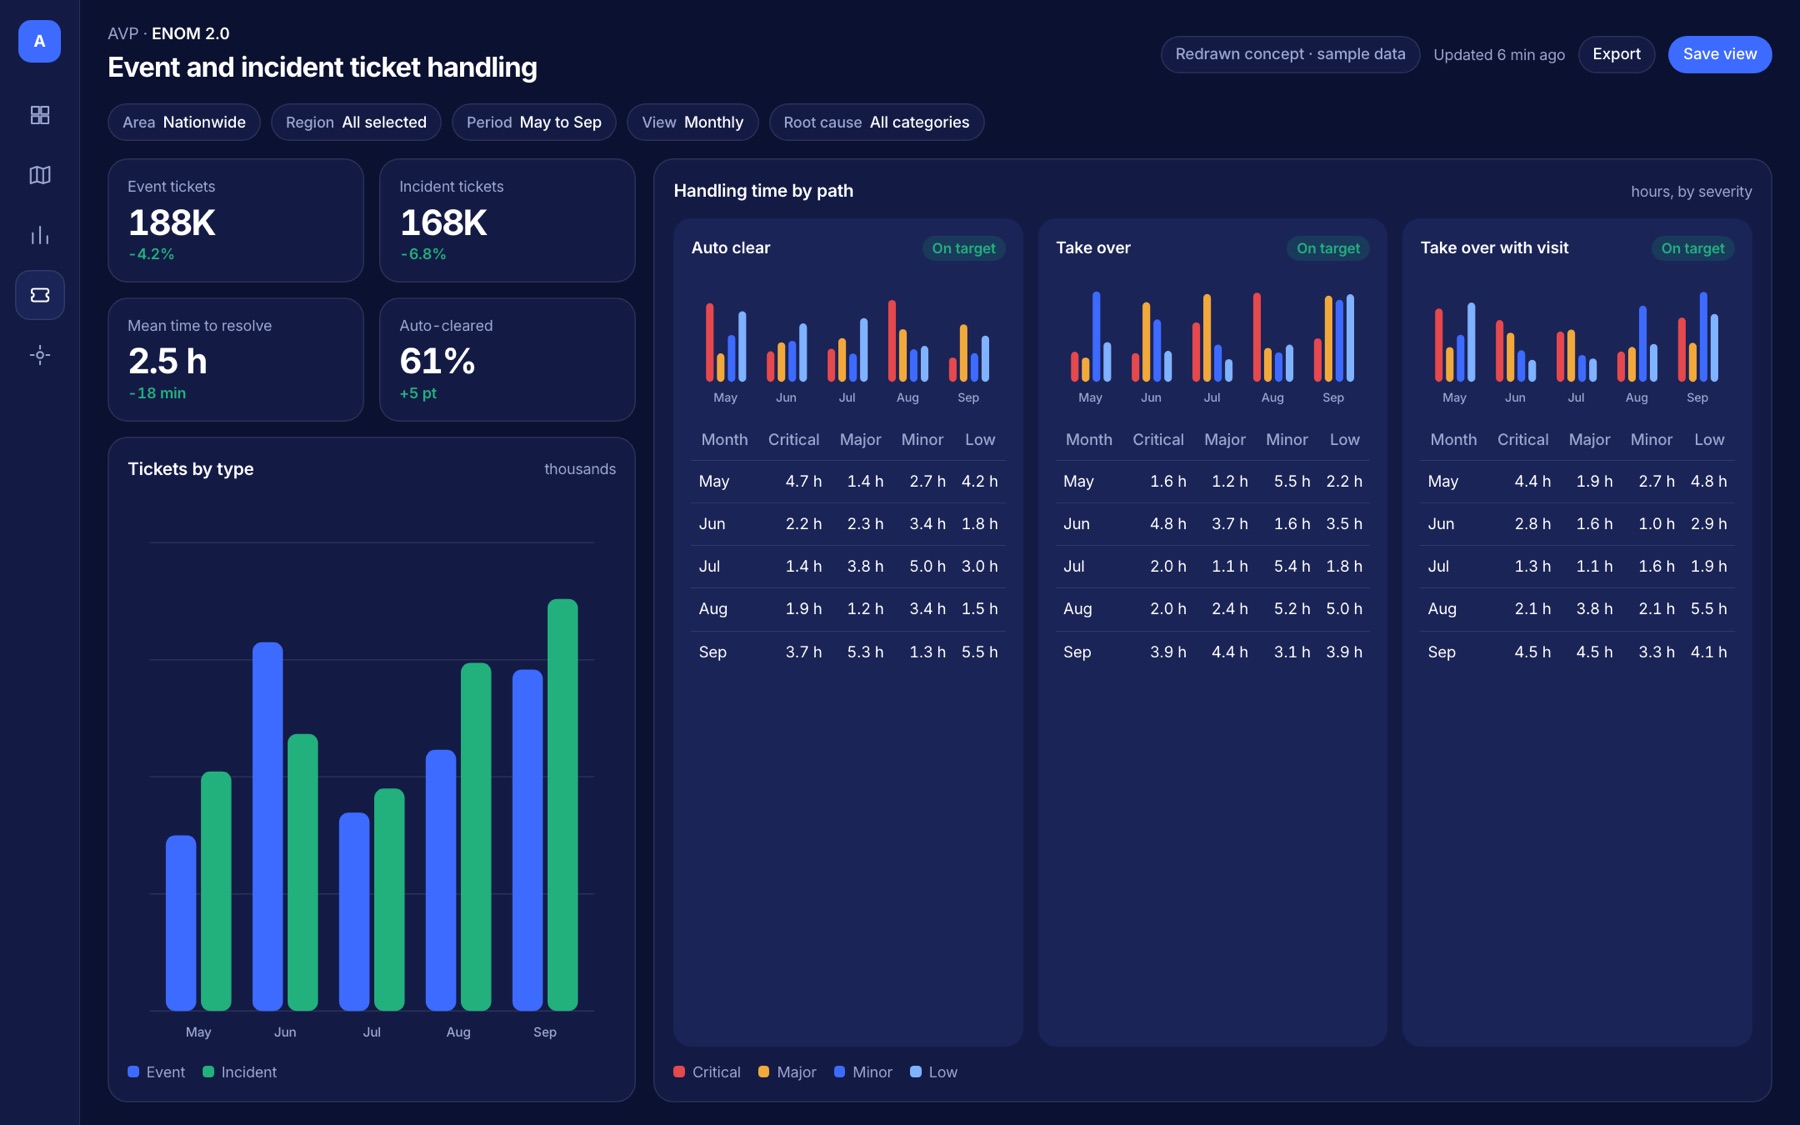 A
AVP · ENOM 2.0
Event and incident ticket handling
Redrawn concept · sample data
Updated 6 min ago
Export
Save view
Area Nationwide
Region All selected
Period May to Sep
View Monthly
Root cause All categories
Event tickets
188K
-4.2%
Incident tickets
168K
-6.8%
Mean time to resolve
2.5 h
-18 min
Auto-cleared
61%
+5 pt
Tickets by type
thousands
May Jun Jul Aug Sep
Event Incident
Handling time by path
hours, by severity
Auto clear
On target
May Jun Jul Aug Sep
Month Critical Major Minor Low
May 4.7 h 1.4 h 2.7 h 4.2 h
Jun 2.2 h 2.3 h 3.4 h 1.8 h
Jul 1.4 h 3.8 h 5.0 h 3.0 h
Aug 1.9 h 1.2 h 3.4 h 1.5 h
Sep 3.7 h 5.3 h 1.3 h 5.5 h
Take over
On target
May Jun Jul Aug Sep
Month Critical Major Minor Low
May 1.6 h 1.2 h 5.5 h 2.2 h
Jun 4.8 h 3.7 h 1.6 h 3.5 h
Jul 2.0 h 1.1 h 5.4 h 1.8 h
Aug 2.0 h 2.4 h 5.2 h 5.0 h
Sep 3.9 h 4.4 h 3.1 h 3.9 h
Take over with visit
On target
May Jun Jul Aug Sep
Month Critical Major Minor Low
May 4.4 h 1.9 h 2.7 h 4.8 h
Jun 2.8 h 1.6 h 1.0 h 2.9 h
Jul 1.3 h 1.1 h 1.6 h 1.9 h
Aug 2.1 h 3.8 h 2.1 h 5.5 h
Sep 4.5 h 4.5 h 3.3 h 4.1 h
Critical Major Minor Low